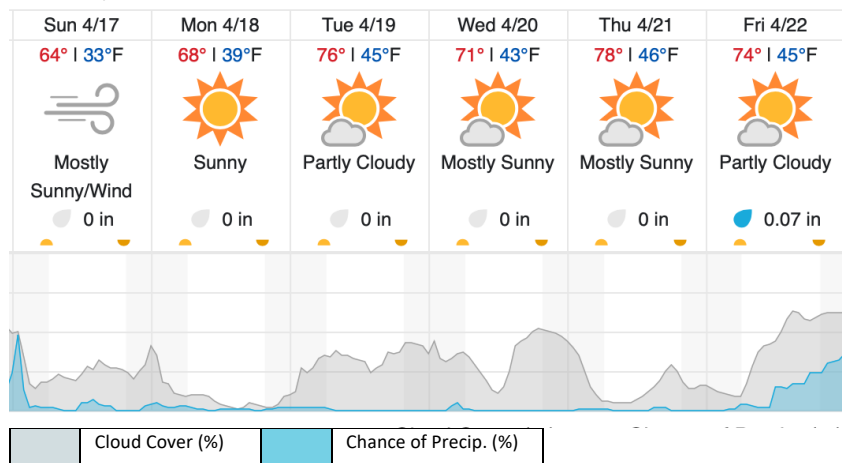 Sun 4/17 Mon 4/18 Tue 4/19 Wed 4/20 Thu 4/21 Fri 4/22
64° | 33°F 68° | 39°F 76° | 45°F 71° | 43°F 78° | 46°F 74° | 45°F
Mostly Sunny Partly Cloudy Mostly Sunny Mostly Sunny Partly Cloudy
Sunny/Wind
0 in 0 in 0 in 0 in 0 in 0.07 in
Cloud Cover (%) Chance of Precip. (%)